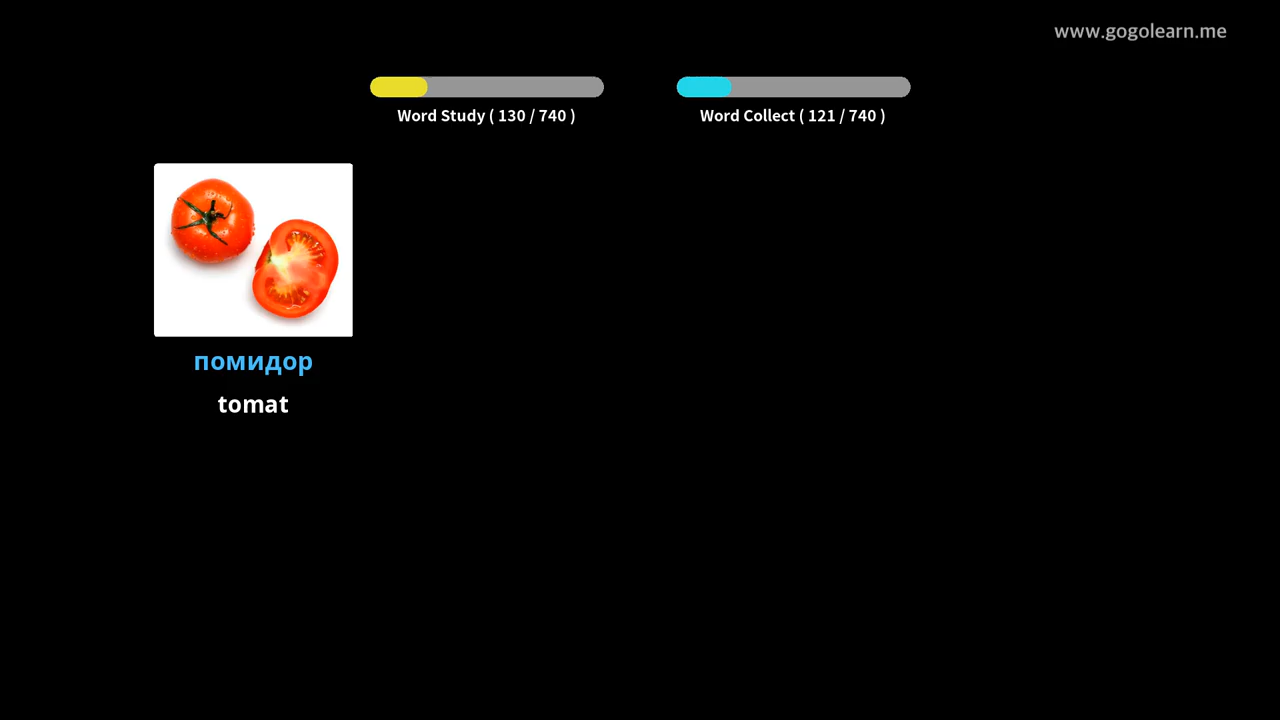 www.gogolearn.me
Word Study ( 130 / 740 )
Word Collect ( 121 / 740 )
помидор
tomat